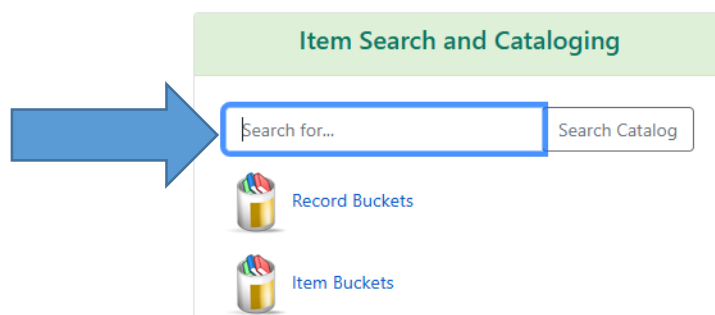 Item Search and Cataloging
Search for... Search Catalog
Record Buckets
Item Buckets